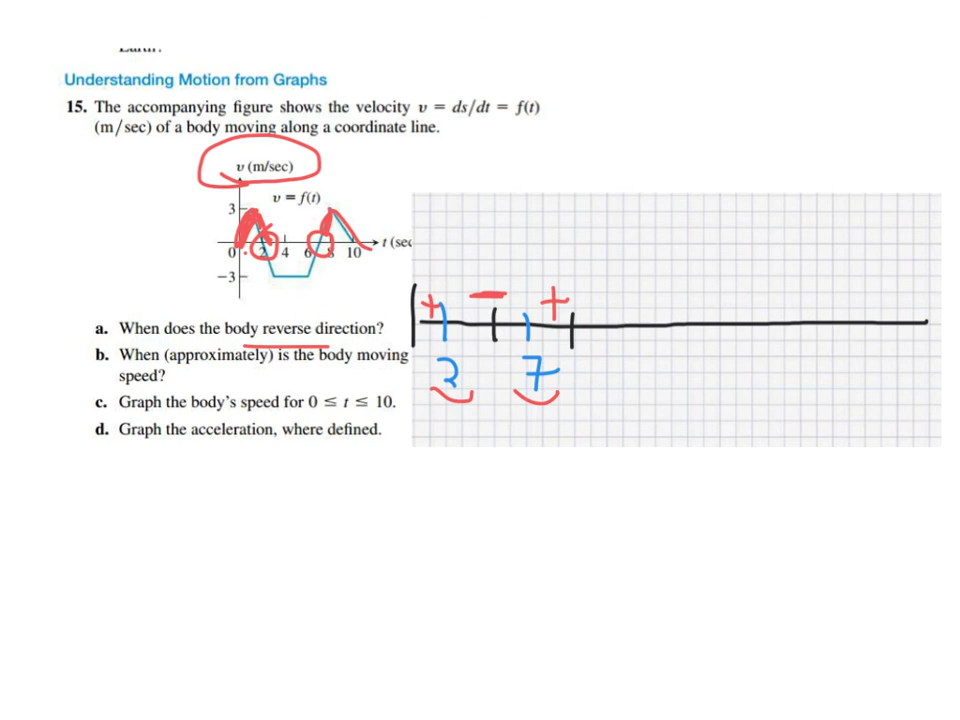 Understanding Motion from Graphs
15. The accompanying figure shows the velocity v = ds/dt = f(t)
(m/sec) of a body moving along a coordinate line.
v (m/sec)
v = f(t)
3
0 2 4 6 8 10 t (sec
−3
+ − +
2 7
a. When does the body reverse direction?
b. When (approximately) is the body moving
speed?
c. Graph the body's speed for 0 ≤ t ≤ 10.
d. Graph the acceleration, where defined.